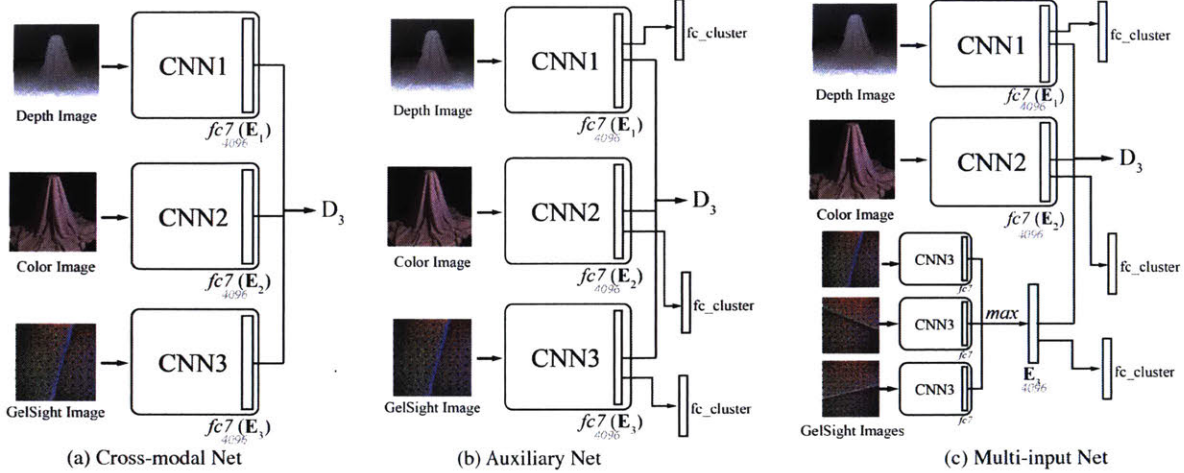 CNN1
Depth Image
fc7 (E1)
4096
CNN2
D3
Color Image
fc7 (E2)
4096
CNN3
GelSight Image
fc7 (E3)
4096
(a) Cross-modal Net
fc_cluster
CNN1
Depth Image
fc7 (E1)
4096
CNN2
D3
Color Image
fc7 (E2)
4096
fc_cluster
CNN3
GelSight Image
fc_cluster
fc7 (E3)
4096
(b) Auxiliary Net
fc_cluster
CNN1
Depth Image
fc7 (E1)
4096
CNN2
D3
Color Image
fc7 (E2)
4096
CNN3
fc7
fc_cluster
CNN3
fc7
max
CNN3
fc7
E3
4096
fc_cluster
GelSight Images
(c) Multi-input Net